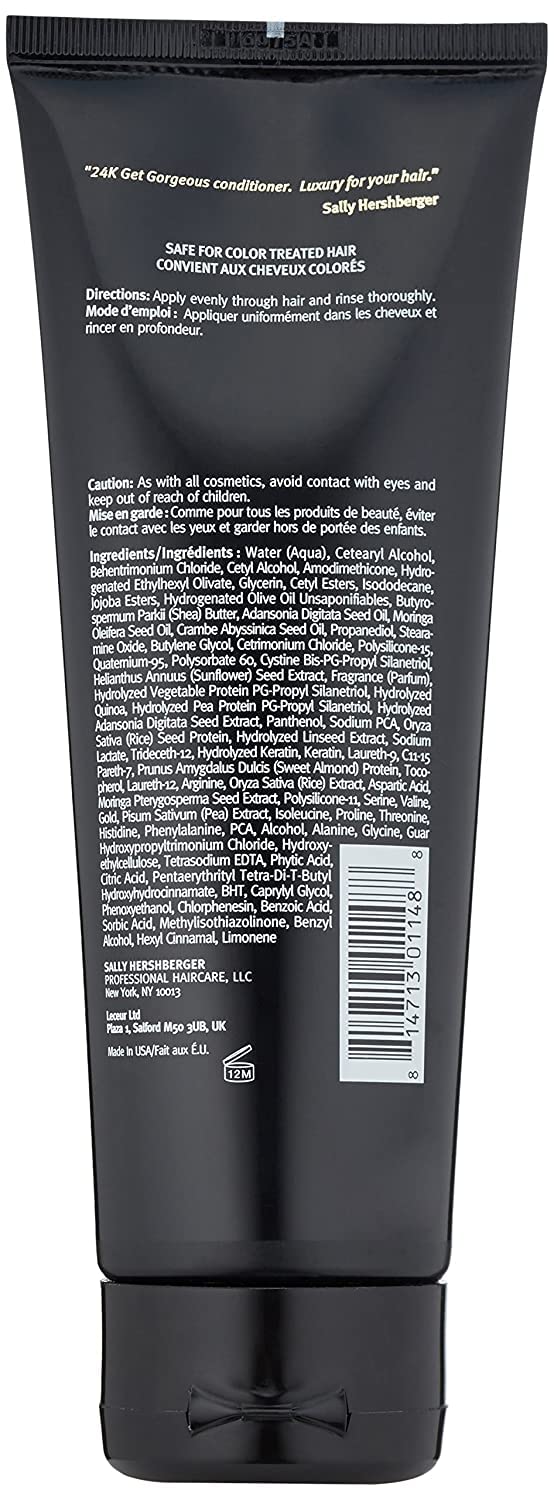 "24K Get Gorgeous conditioner. Luxury for your hair."
Sally Hershberger
SAFE FOR COLOR TREATED HAIR
CONVIENT AUX CHEVEUX COLORÉS
Directions: Apply evenly through hair and rinse thoroughly.
Mode d'emploi : Appliquer uniformément dans les cheveux et
rincer en profondeur.
Caution: As with all cosmetics, avoid contact with eyes and
keep out of reach of children.
Mise en garde : Comme pour tous les produits de beauté, éviter
le contact avec les yeux et garder hors de portée des enfants.
Ingredients/Ingrédients : Water (Aqua), Cetearyl Alcohol,
Behentrimonium Chloride, Cetyl Alcohol, Amodimethicone, Hydro-
genated Ethylhexyl Olivate, Glycerin, Cetyl Esters, Isododecane,
Jojoba Esters, Hydrogenated Olive Oil Unsaponifiables, Butyro-
spermum Parkii (Shea) Butter, Adansonia Digitata Seed Oil, Moringa
Oleifera Seed Oil, Crambe Abyssinica Seed Oil, Propanediol, Steara-
mine Oxide, Butylene Glycol, Cetrimonium Chloride, Polysilicone-15,
Quaternium-95, Polysorbate 60, Cystine Bis-PG-Propyl Silanetriol,
Helianthus Annuus (Sunflower) Seed Extract, Fragrance (Parfum),
Hydrolyzed Vegetable Protein PG-Propyl Silanetriol, Hydrolyzed
Quinoa, Hydrolyzed Pea Protein PG-Propyl Silanetriol, Hydrolyzed
Adansonia Digitata Seed Extract, Panthenol, Sodium PCA, Oryza
Sativa (Rice) Seed Protein, Hydrolyzed Linseed Extract, Sodium
Lactate, Trideceth-12, Hydrolyzed Keratin, Keratin, Laureth-9, C11-15
Pareth-7, Prunus Amygdalus Dulcis (Sweet Almond) Protein, Toco-
pherol, Laureth-12, Arginine, Oryza Sativa (Rice) Extract, Aspartic Acid,
Moringa Pterygosperma Seed Extract, Polysilicone-11, Serine, Valine,
Gold, Pisum Sativum (Pea) Extract, Isoleucine, Proline, Threonine,
Histidine, Phenylalanine, PCA, Alcohol, Alanine, Glycine, Guar
Hydroxypropyltrimonium Chloride, Hydroxy-
ethylcellulose, Tetrasodium EDTA, Phytic Acid,
Citric Acid, Pentaerythrityl Tetra-Di-T-Butyl
Hydroxyhydrocinnamate, BHT, Caprylyl Glycol,
Phenoxyethanol, Chlorphenesin, Benzoic Acid,
Sorbic Acid, Methylisothiazolinone, Benzyl
Alcohol, Hexyl Cinnamal, Limonene
SALLY HERSHBERGER
PROFESSIONAL HAIRCARE, LLC
New York, NY 10013
Leceur Ltd
Plaza 1, Salford M50 3UB, UK
Made in USA/Fait aux É.U.
12M
8 14713 01148 8